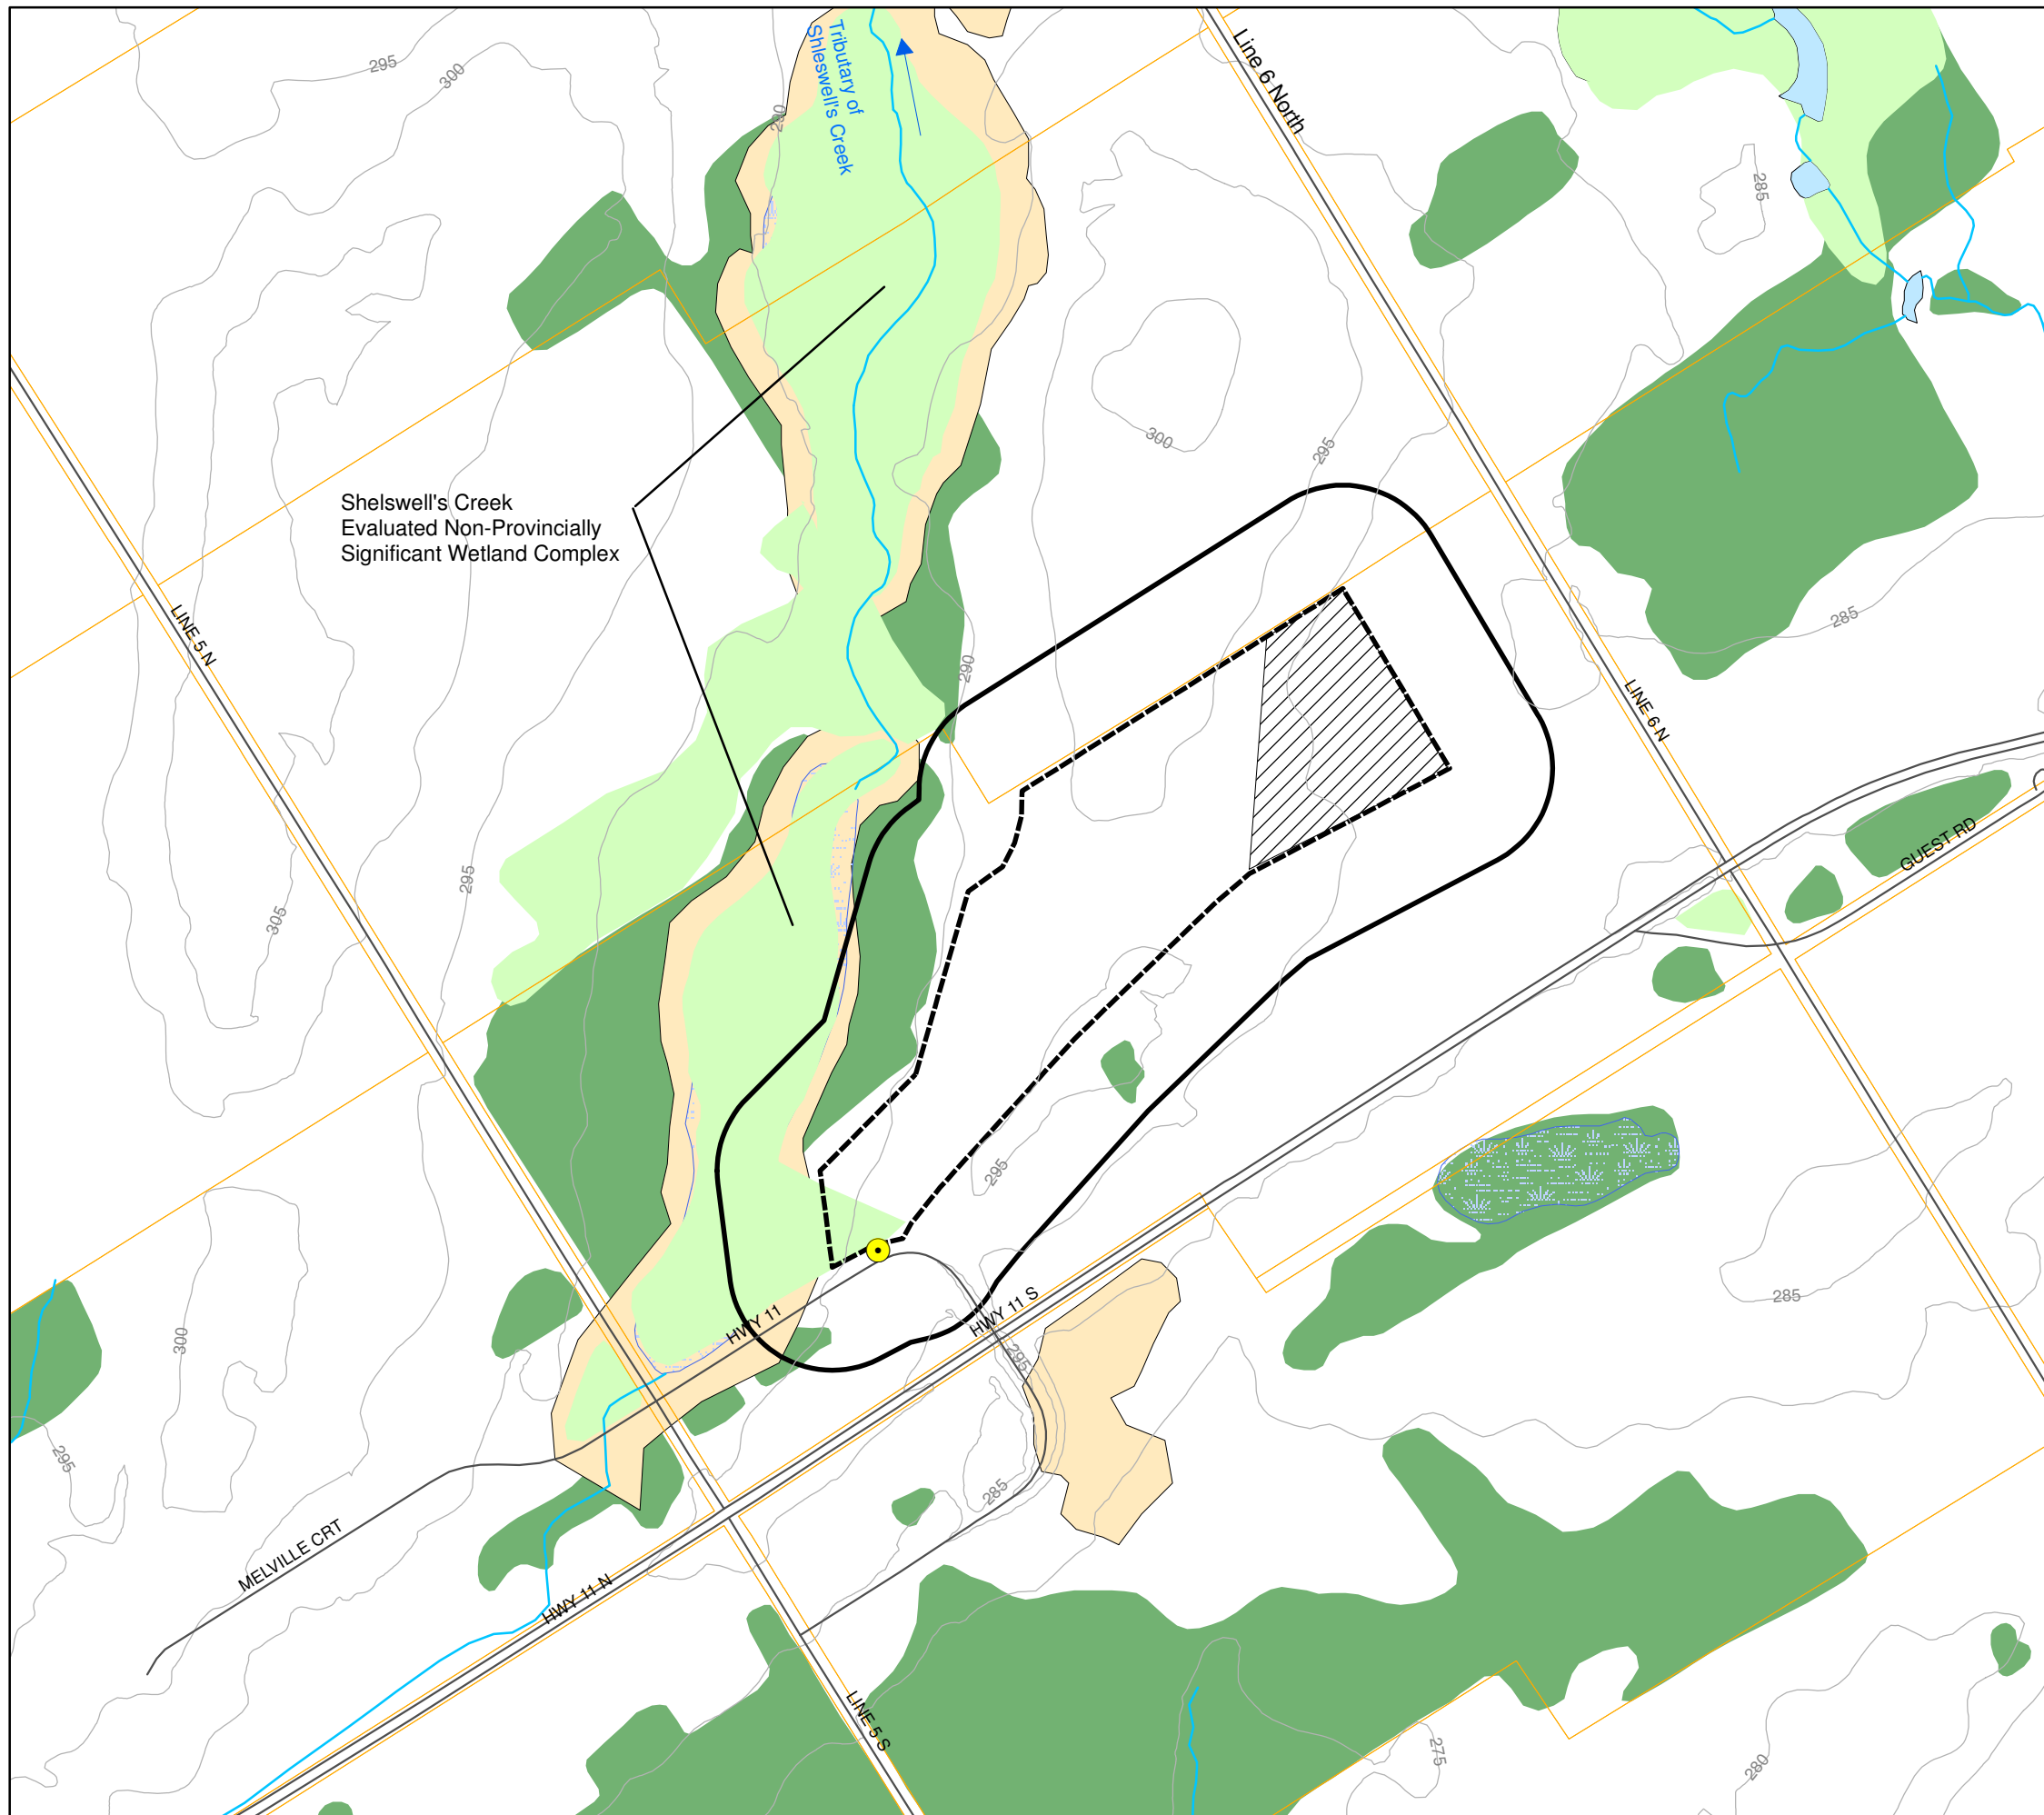 Tributary of
Shleswell's Creek
Line 6 North
295
300
290
285
300
295
Shelswell's Creek
Evaluated Non-Provincially
Significant Wetland Complex
LINE 5 N
285
290
LINE 6 N
GUEST RD
295
305
295
HWY 11
HWY 11 S
285
300
295
295
285
MELVILLE CRT
HWY 11 N
LINE 5 S
275
280